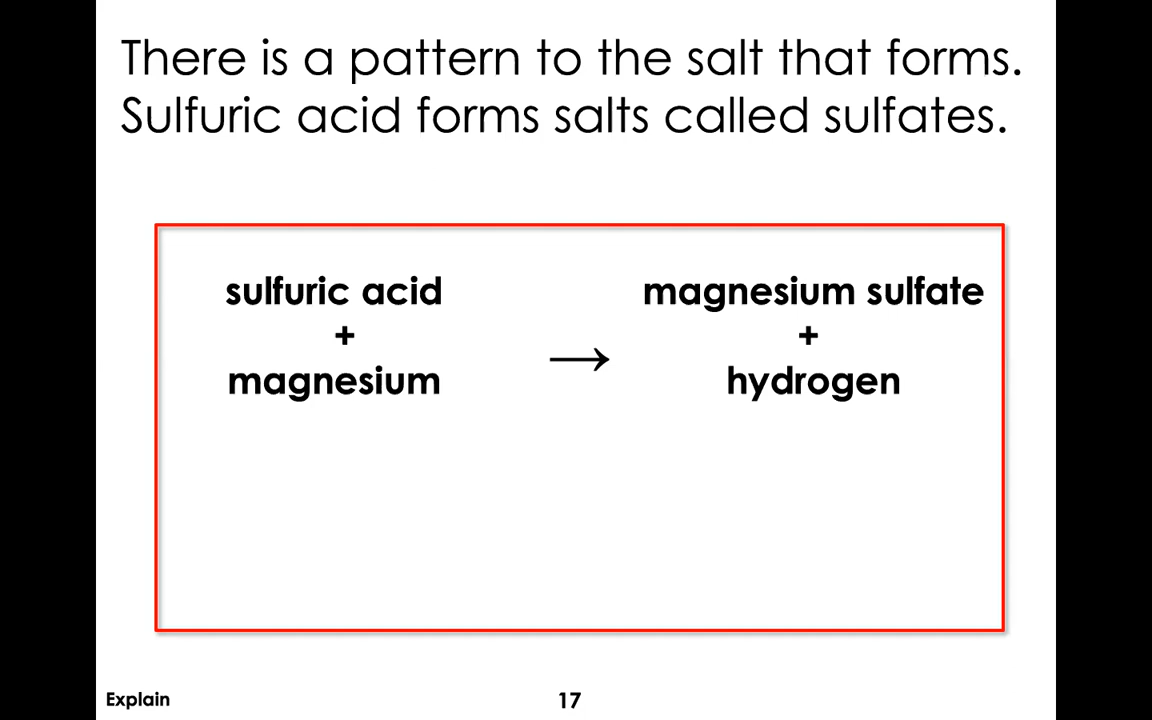 There is a pattern to the salt that forms.
Sulfuric acid forms salts called sulfates.
sulfuric acid
+
magnesium
→
magnesium sulfate
+
hydrogen
Explain
17